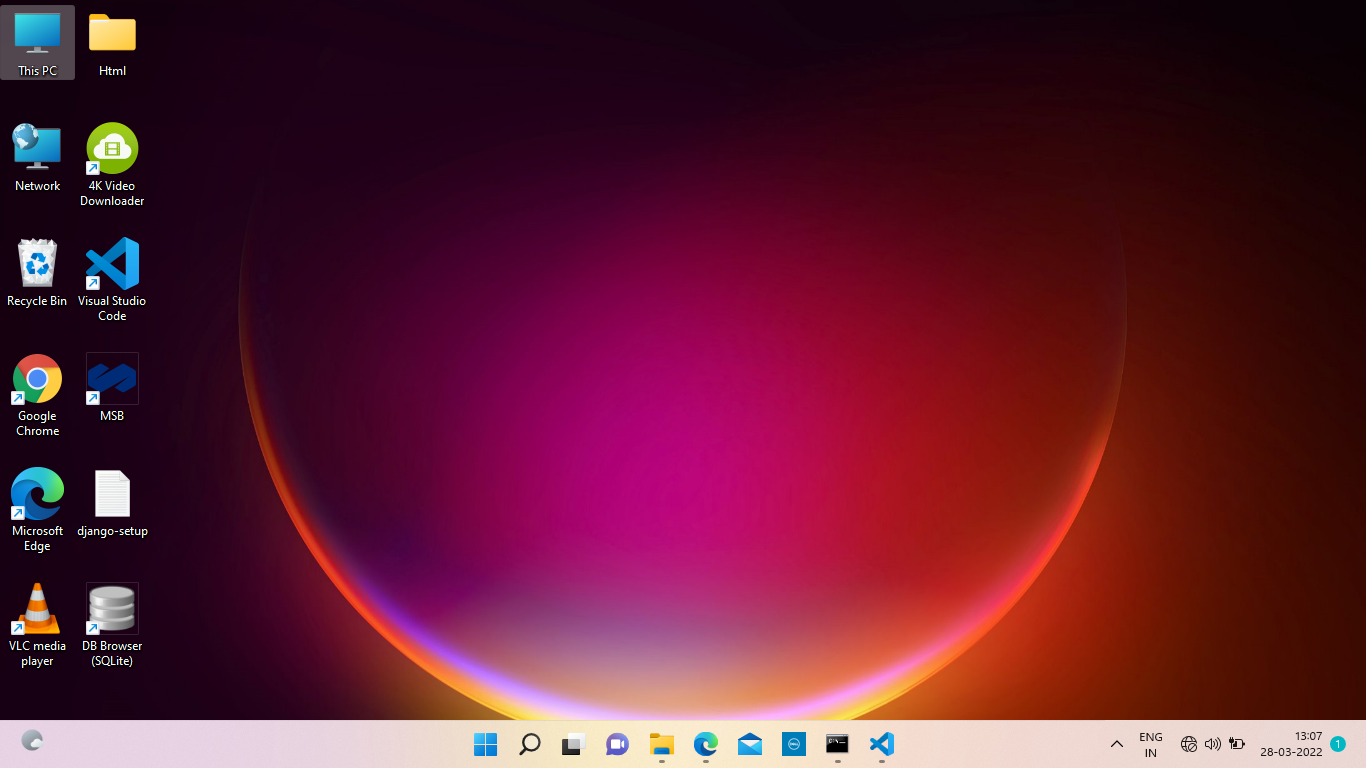 This PC
Html
Network
4K Video
Downloader
Recycle Bin
Visual Studio
Code
Google
Chrome
MSB
Microsoft
Edge
django-setup
VLC media
player
DB Browser
(SQLite)
ENG
IN
13:07
28-03-2022
1